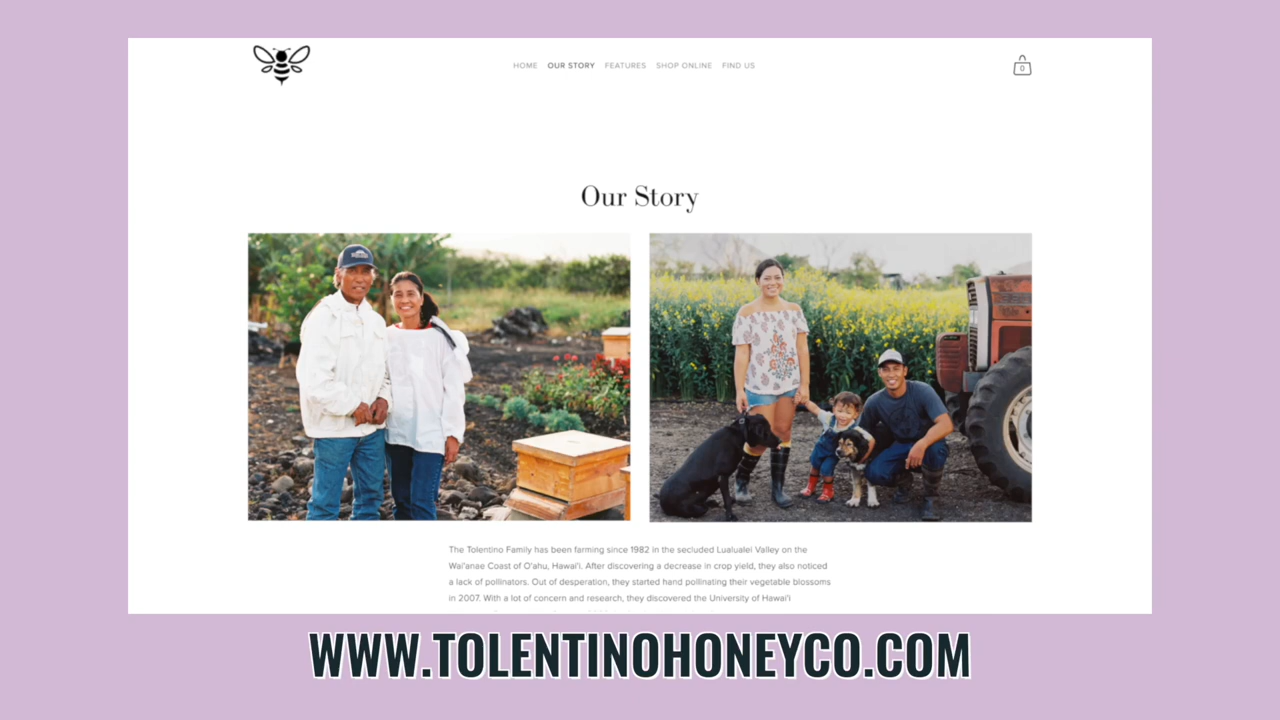 HOME OUR STORY FEATURES SHOP ONLINE FIND US
0
Our Story
The Tolentino Family has been farming since 1982 in the secluded Lualualei Valley on the
Wai'anae Coast of O'ahu, Hawai'i. After discovering a decrease in crop yield, they also noticed
a lack of pollinators. Out of desperation, they started hand pollinating their vegetable blossoms
in 2007. With a lot of concern and research, they discovered the University of Hawai'i
WWW.TOLENTINOHONEYCO.COM